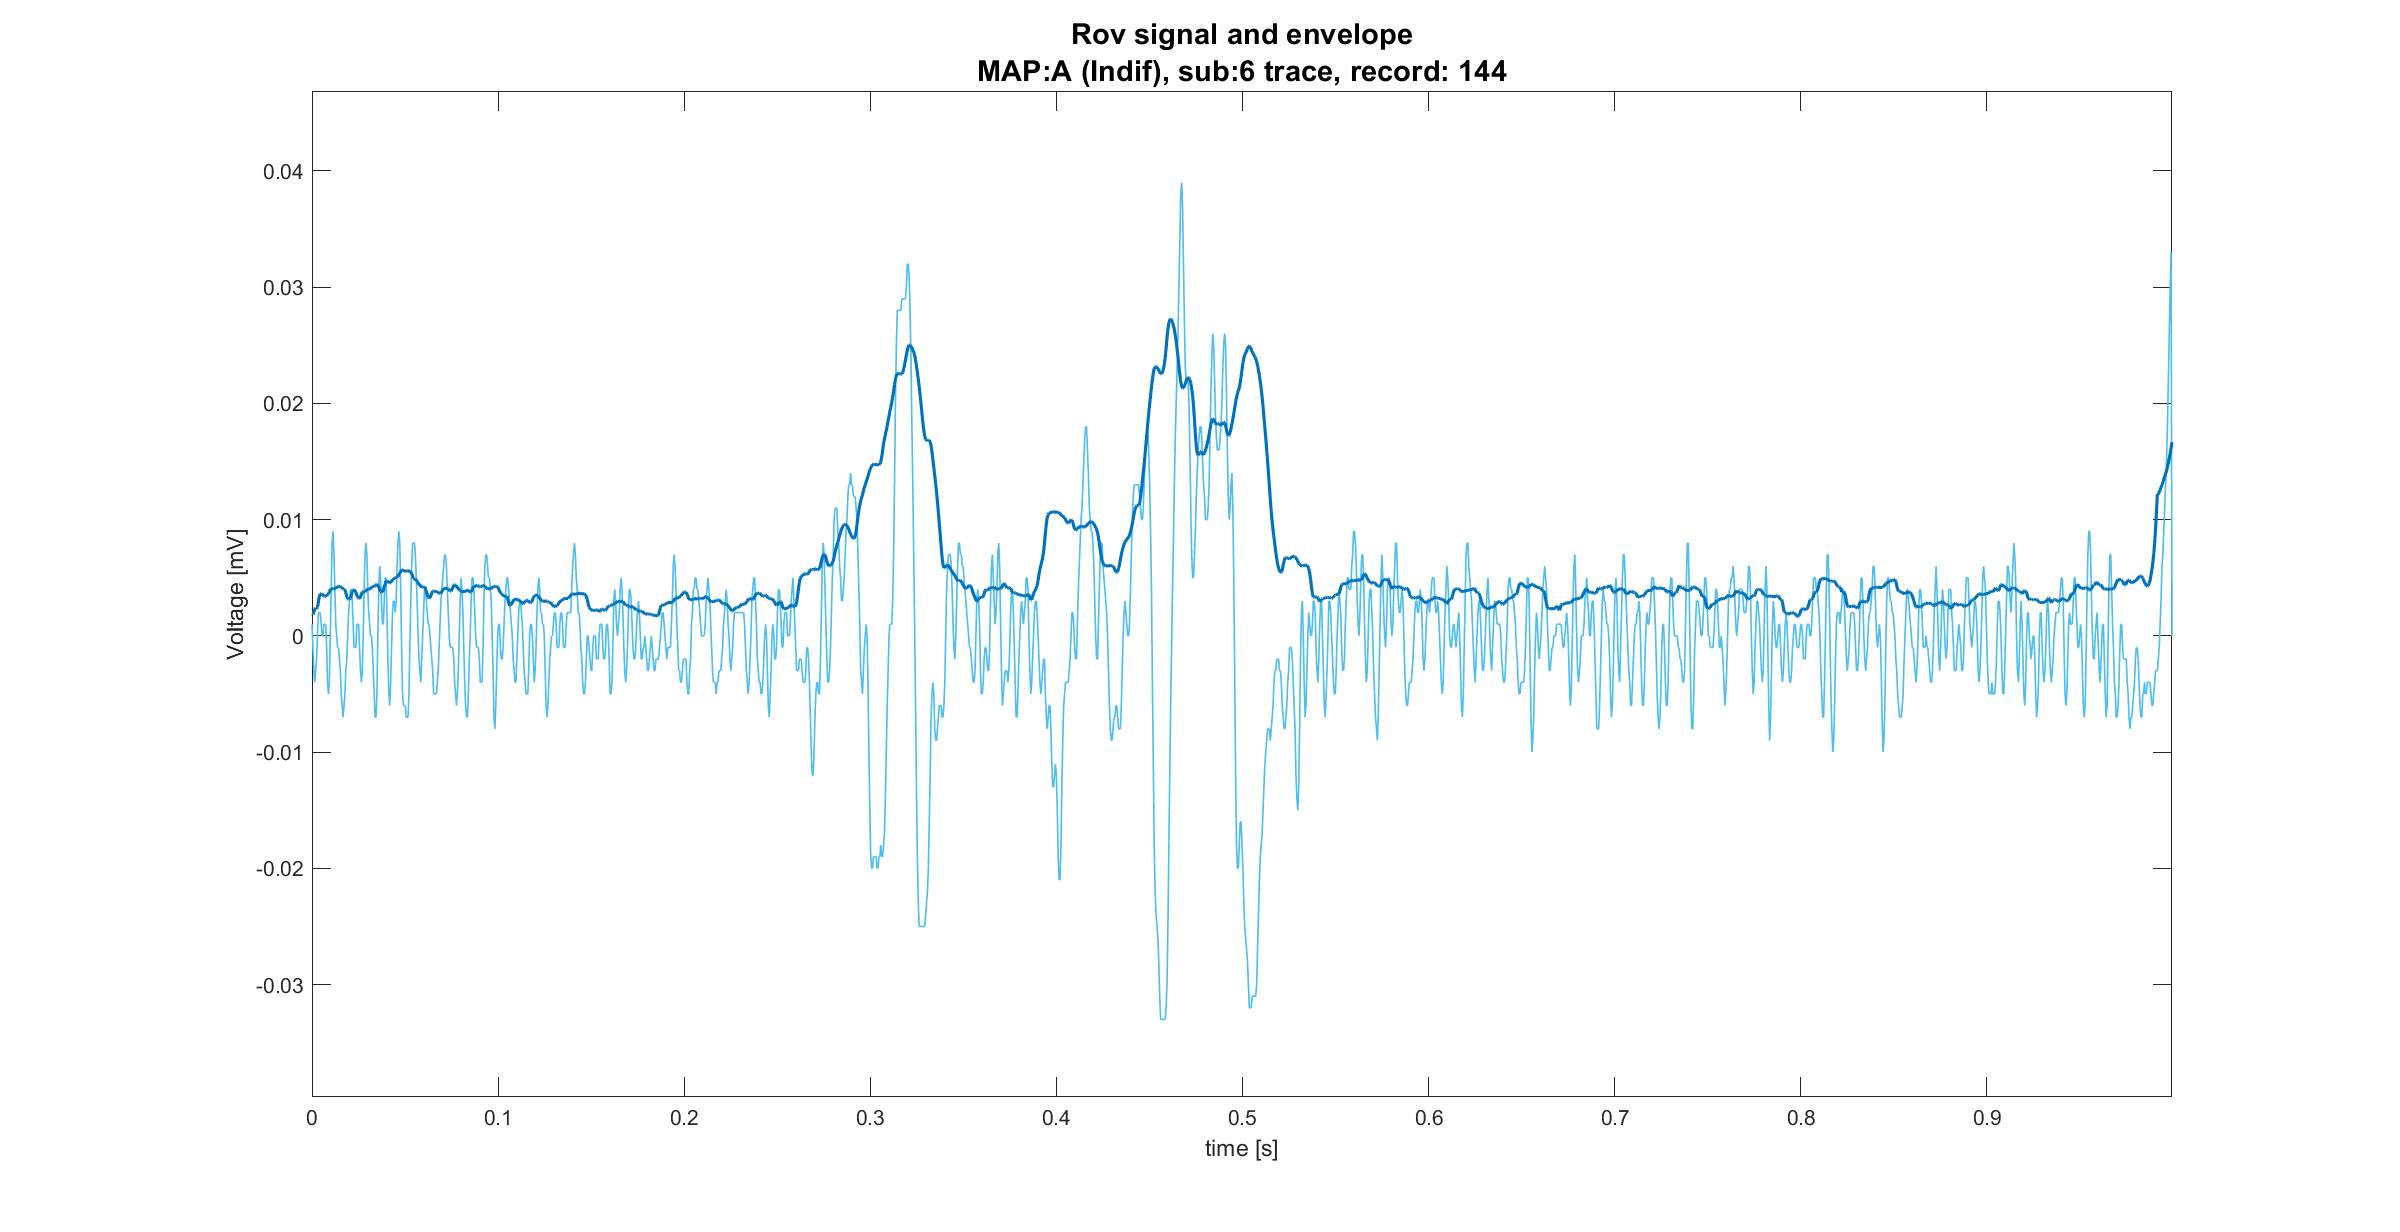 Rov signal and envelope
MAP:A (Indif), sub:6 trace, record: 144
Voltage [mV]
0.04
0.03
0.02
0.01
0
-0.01
-0.02
-0.03
0 0.1 0.2 0.3 0.4 0.5 0.6 0.7 0.8 0.9
time [s]